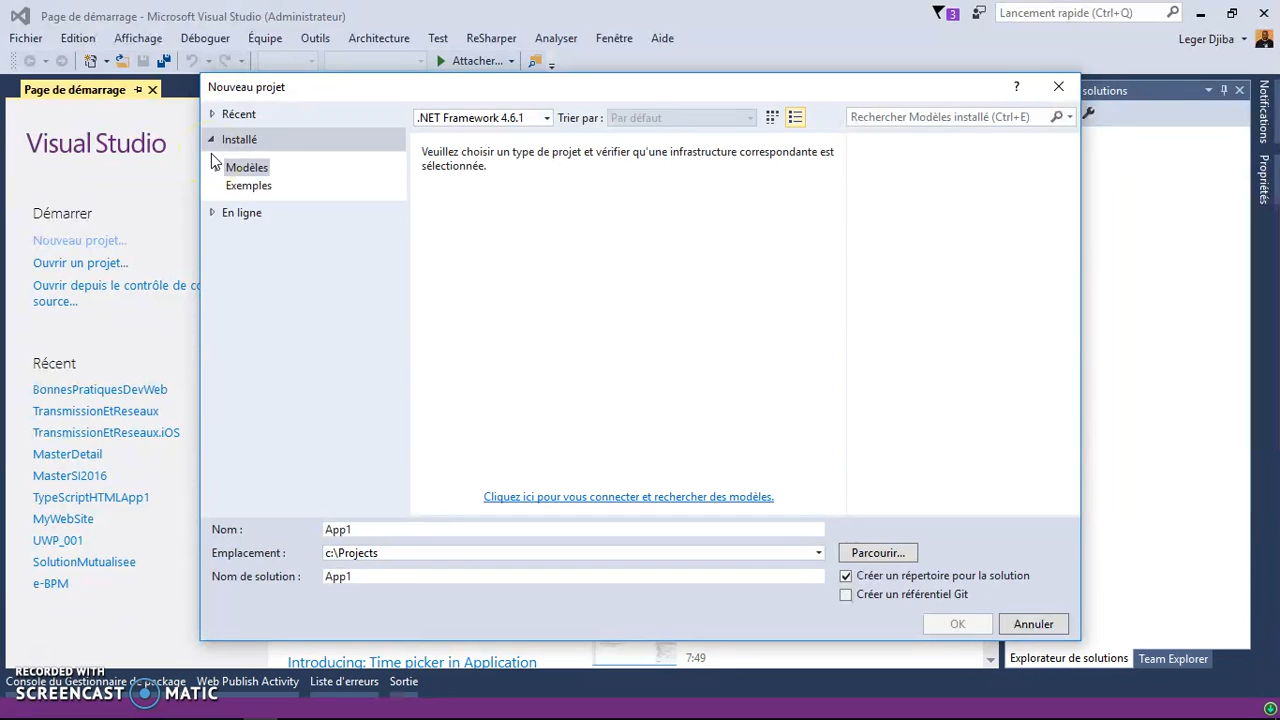 Page de démarrage - Microsoft Visual Studio (Administrateur)
3
Lancement rapide (Ctrl+Q)
Fichier Edition Affichage Déboguer Équipe Outils Architecture Test ReSharper Analyser Fenêtre Aide
Leger Djiba
Attacher...
Page de démarrage
Nouveau projet
?
solutions
Notifications
Propriétés
Récent
.NET Framework 4.6.1
Trier par :
Par défaut
Rechercher Modèles installé (Ctrl+E)
Installé
Modèles
Exemples
En ligne
Veuillez choisir un type de projet et vérifier qu'une infrastructure correspondante est
sélectionnée.
Cliquez ici pour vous connecter et rechercher des modèles.
Visual Studio
Démarrer
Nouveau projet...
Ouvrir un projet...
Ouvrir depuis le contrôle de co
source...
Récent
BonnesPratiquesDevWeb
TransmissionEtReseaux
TransmissionEtReseaux.iOS
MasterDetail
MasterSI2016
TypeScriptHTMLApp1
MyWebSite
UWP_001
SolutionMutualisee
e-BPM
Nom :
App1
Emplacement :
c:\Projects
Parcourir...
Nom de solution :
App1
Créer un répertoire pour la solution
Créer un référentiel Git
OK
Annuler
Introducing: Time picker in Application
7:49
Explorateur de solutions
Team Explorer
Console du Gestionnaire de package
Web Publish Activity
Liste d'erreurs
Sortie
RECORDED WITH
SCREENCAST MATIC